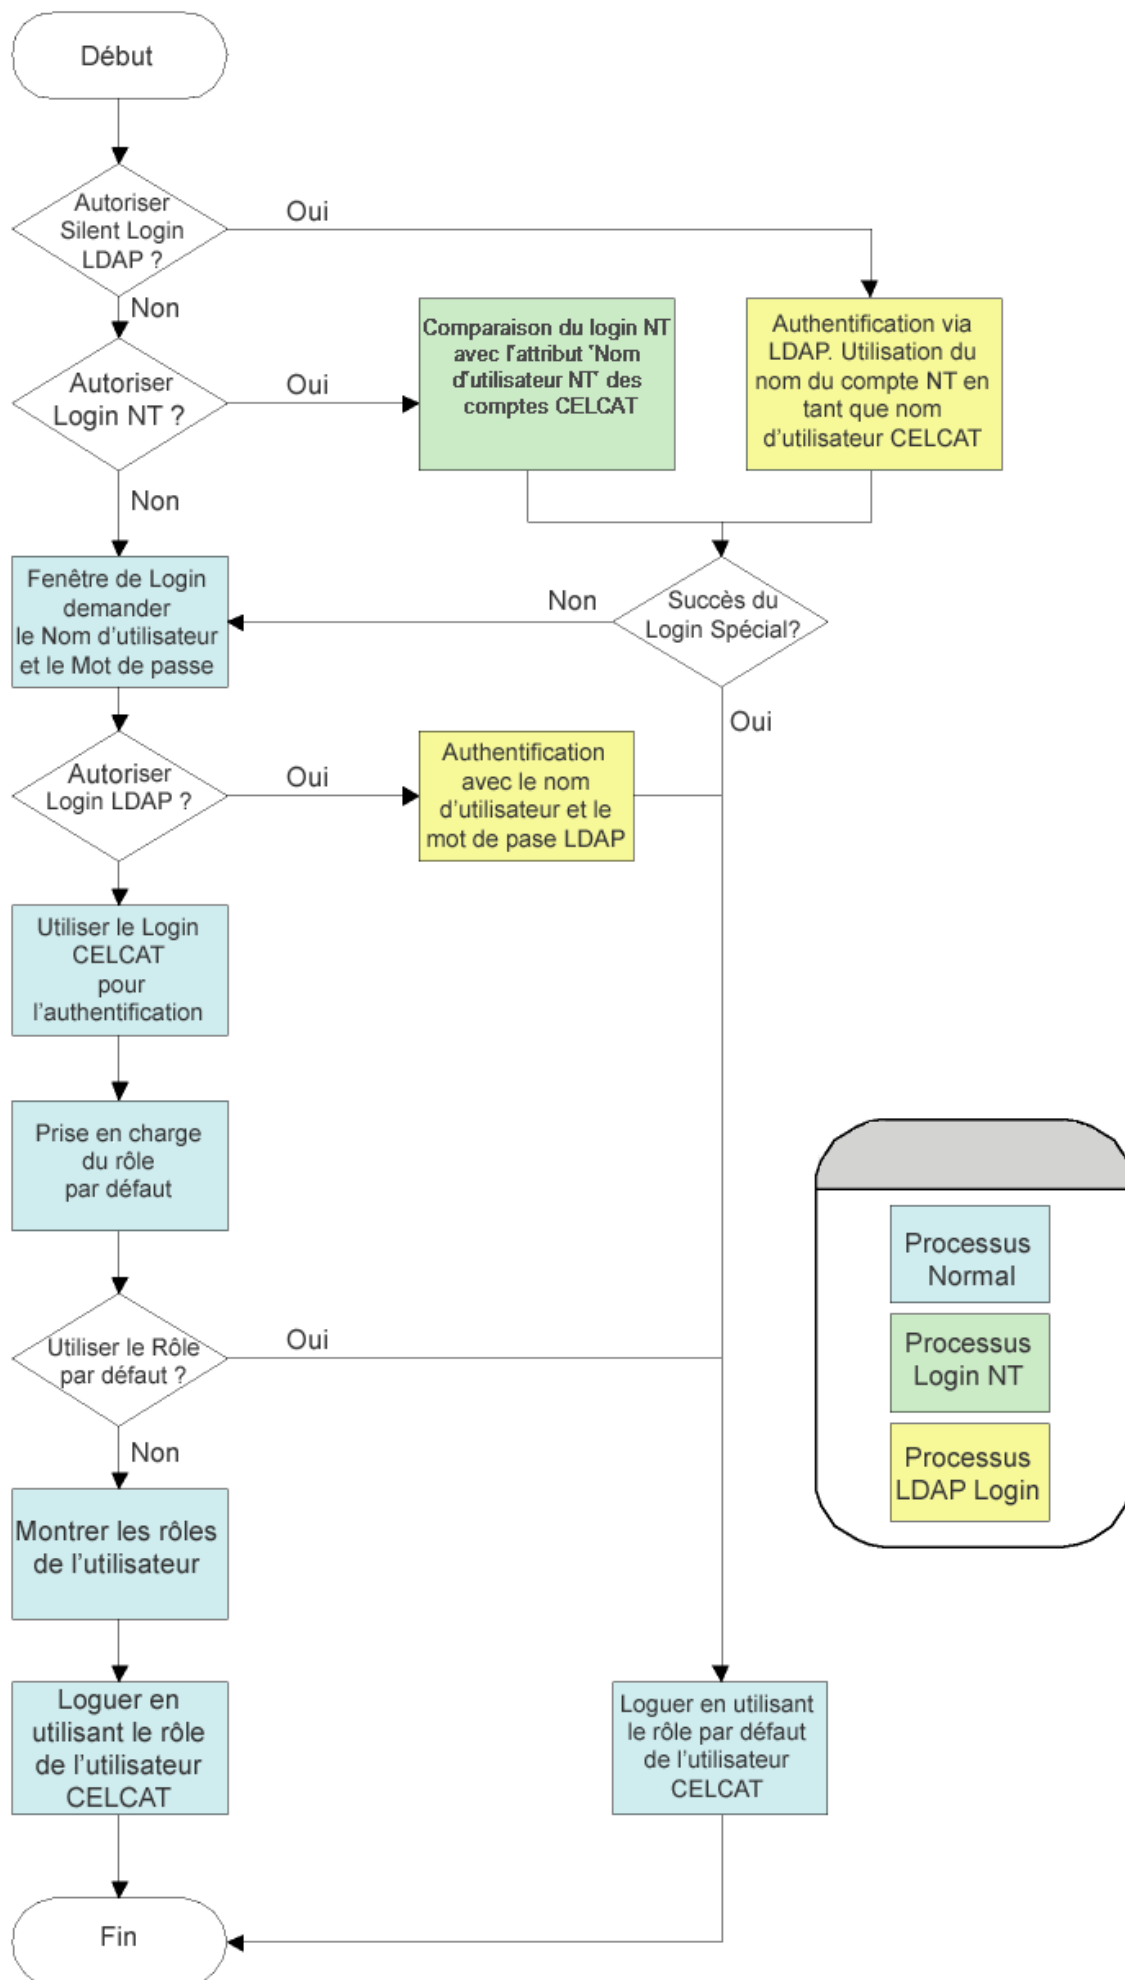 Début
Autoriser
Silent Login
LDAP ?
Oui
Non
Autoriser
Login NT ?
Oui
Comparaison du login NT
avec l'attribut 'Nom
d'utilisateur NT' des
comptes CELCAT
Authentification via
LDAP. Utilisation du
nom du compte NT en
tant que nom
d'utilisateur CELCAT
Non
Fenêtre de Login
demander
le Nom d'utilisateur
et le Mot de passe
Non
Succès du
Login Spécial?
Oui
Autoriser
Login LDAP ?
Oui
Authentification
avec le nom
d'utilisateur et le
mot de pase LDAP
Utiliser le Login
CELCAT
pour
l'authentification
Prise en charge
du rôle
par défaut
Utiliser le Rôle
par défaut ?
Oui
Non
Montrer les rôles
de l'utilisateur
Loguer en
utilisant le rôle
de l'utilisateur
CELCAT
Loguer en utilisant
le rôle par défaut
de l'utilisateur
CELCAT
Fin
Processus
Normal
Processus
Login NT
Processus
LDAP Login